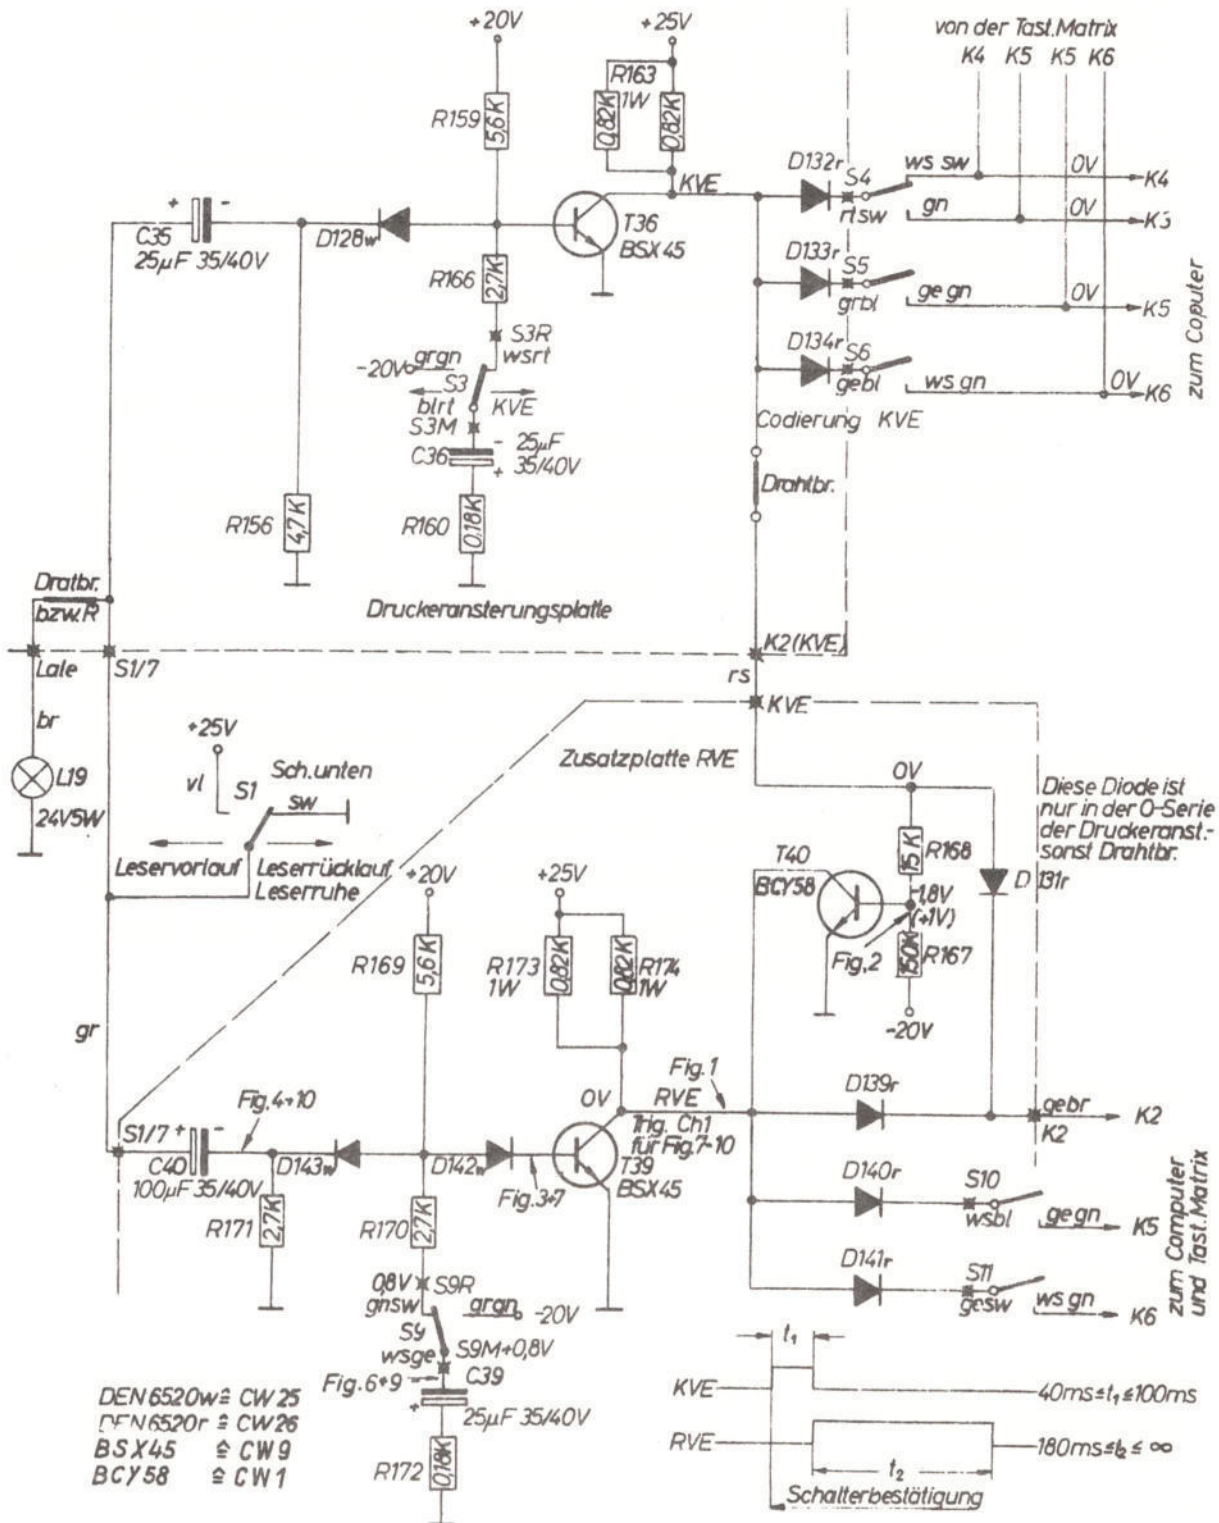 +20V
+25V
von der Tast.Matrix
K4 K5 K5 K6
R163
1W
0,82K
0,82K
R159
5,6K
KVE
D132r
S4
rtsw
ws sw
0V
K4
gn
0V
K3
C35
+ -
25µF 35/40V
D128w
T36
BSX45
D133r
S5
grbl
ge gn
0V
K5
R166
2,7K
S3R
wsrt
-20V
grgn
S3
blrt
KVE
S3M
D134r
S6
gebl
ws gn
0V
K6
zum Coputer
Codierung KVE
C36
- 25µF
+ 35/40V
Drahtbr.
R156
4,7K
R160
0,18K
Dratbr.
bzw.R
Druckeransterungsplatte
Lale
S1/7
K2(KVE)
rs
KVE
br
+25V
Zusatzplatte RVE
L19
24V5W
vl
S1
Sch.unten
sw
0V
Diese Diode ist
nur in der 0-Serie
der Druckeranst.-
sonst Drahtbr.
Leservorlauf
Leserrücklauf
Leserruhe
+20V
+25V
T40
BCY58
15K
R168
D131r
-1,8V
(+1V)
Fig.2
150K
R167
-20V
R169
5,6K
R173
1W
0,82K
0,82K
R174
1W
gr
Fig.1
Fig.4+10
0V
RVE
Trig. Ch1
für Fig.7-10
D139r
gebr
K2
K2
S1/7
+ -
C40
100µF 35/40V
D143w
D142w
T39
BSX45
Fig.3+7
D140r
S10
wsbl
gegn
K5
R171
2,7K
R170
2,7K
D141r
S11
gesw
ws gn
K6
zum Computer
und Tast.Matrix
0,8V
S9R
gnsw
grgn
-20V
S9
wsge
S9M+0,8V
Fig.6+9
C39
+
25µF 35/40V
R172
0,18K
DEN6520w ≙ CW25
DEN6520r ≙ CW26
BSX45 ≙ CW9
BCY58 ≙ CW1
t₁
KVE
40ms≤t₁≤100ms
RVE
180ms≤t₂≤ ∞
t₂
Schalterbestätigung